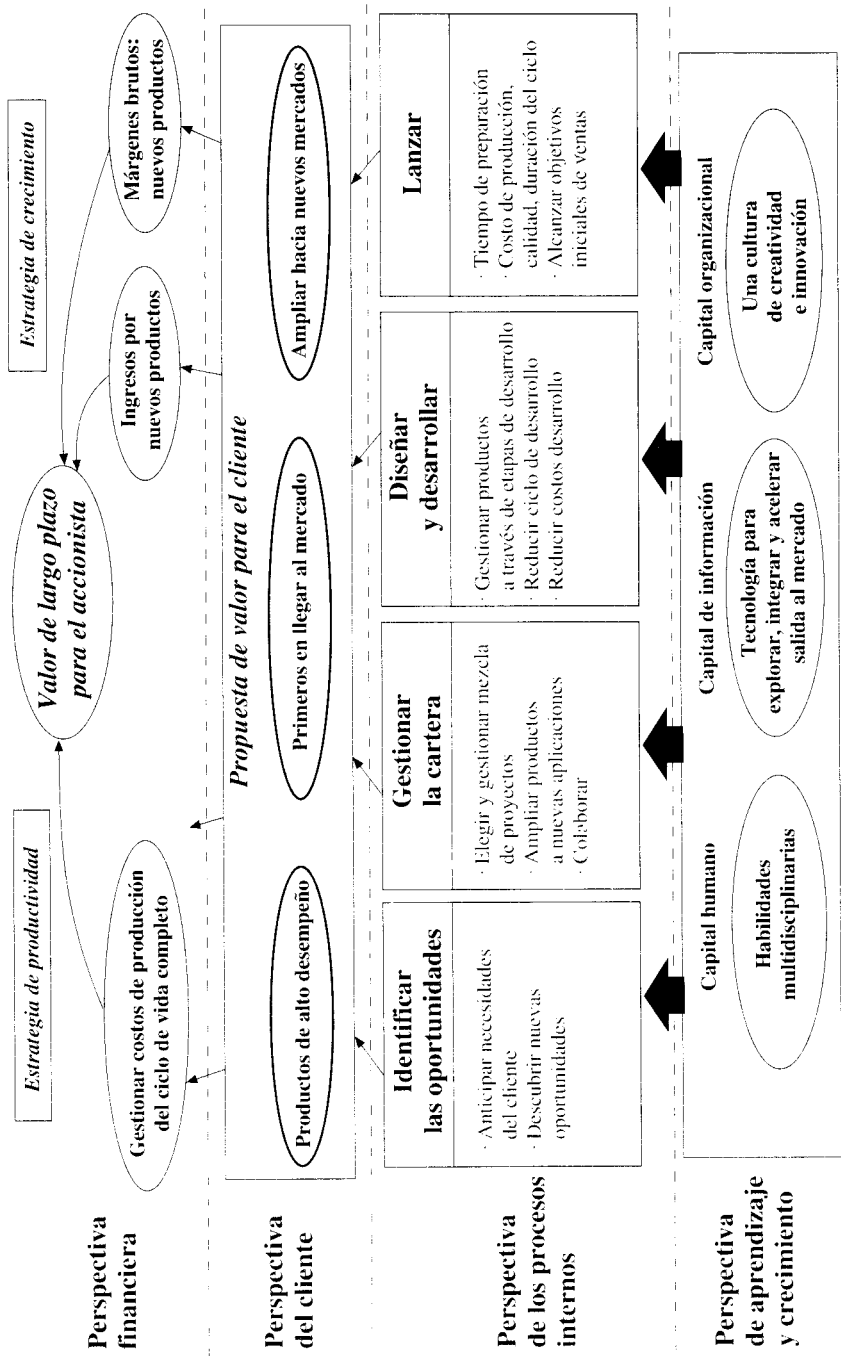 Perspectiva
financiera
Estrategia de productividad
Estrategia de crecimiento
Valor de largo plazo
para el accionista
Gestionar costos de producción
del ciclo de vida completo
Ingresos por
nuevos productos
Márgenes brutos:
nuevos productos
Perspectiva
del cliente
Propuesta de valor para el cliente
Productos de alto desempeño
Primeros en llegar al mercado
Ampliar hacia nuevos mercados
Perspectiva
de los procesos
internos
Identificar
las oportunidades
· Anticipar necesidades
del cliente
· Descubrir nuevas
oportunidades
Gestionar
la cartera
· Elegir y gestionar mezcla
de proyectos
· Ampliar productos
a nuevas aplicaciones
· Colaborar
Diseñar
y desarrollar
· Gestionar productos
a través de etapas de desarrollo
· Reducir ciclo de desarrollo
· Reducir costos desarrollo
Lanzar
· Tiempo de preparación
· Costo de producción,
calidad, duración del ciclo
· Alcanzar objetivos
iniciales de ventas
Perspectiva
de aprendizaje
y crecimiento
Capital humano
Habilidades
multidisciplinarias
Capital de información
Tecnología para
explorar, integrar y acelerar
salida al mercado
Capital organizacional
Una cultura
de creatividad
e innovación